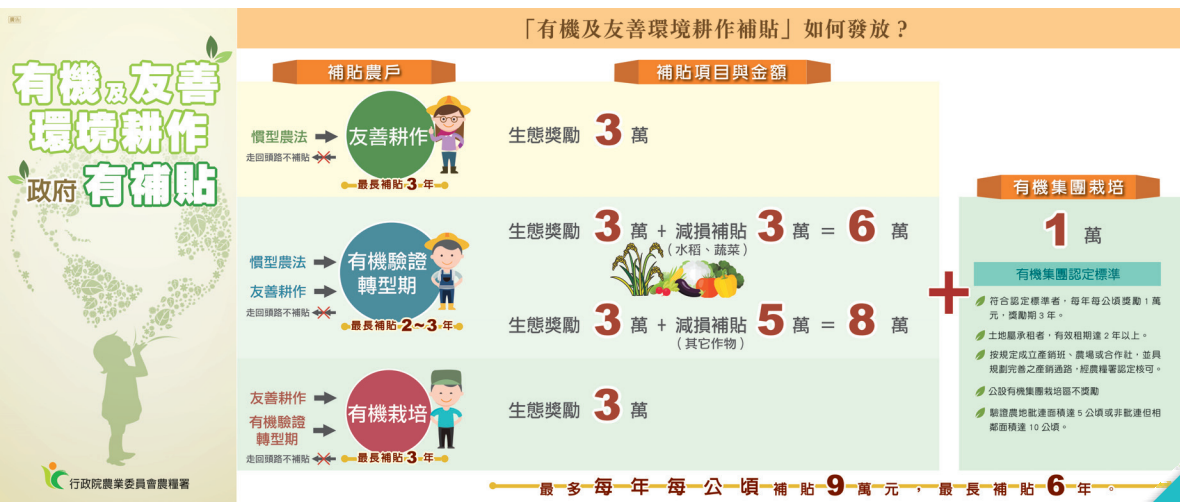 有機及友善
環境耕作
政府有補貼
行政院農業委員會農糧署
「有機及友善環境耕作補貼」如何發放？
補貼農戶
補貼項目與金額
慣型農法
走回頭路不補貼
友善耕作
最長補貼3年
生態獎勵 3 萬
慣型農法
友善耕作
走回頭路不補貼
有機驗證
轉型期
最長補貼2~3年
生態獎勵 3 萬 + 減損補貼 3 萬 = 6 萬
（水稻、蔬菜）
生態獎勵 3 萬 + 減損補貼 5 萬 = 8 萬
（其它作物）
友善耕作
有機驗證
轉型期
走回頭路不補貼
有機栽培
最長補貼3年
生態獎勵 3 萬
+
有機集團栽培
1 萬
有機集團認定標準
符合認定標準者，每年每公頃獎勵1萬
元，獎勵期3年。
土地屬承租者，有效租期達2年以上。
按規定成立產銷班、農場或合作社，並具
規劃完善之產銷通路，經農糧署認定核可。
公設有機集團栽培區不獎勵
驗證農地毗連面積達5公頃或非毗連但相
鄰面積達10公頃。
最多每年每公頃補貼9萬元，最長補貼6年。